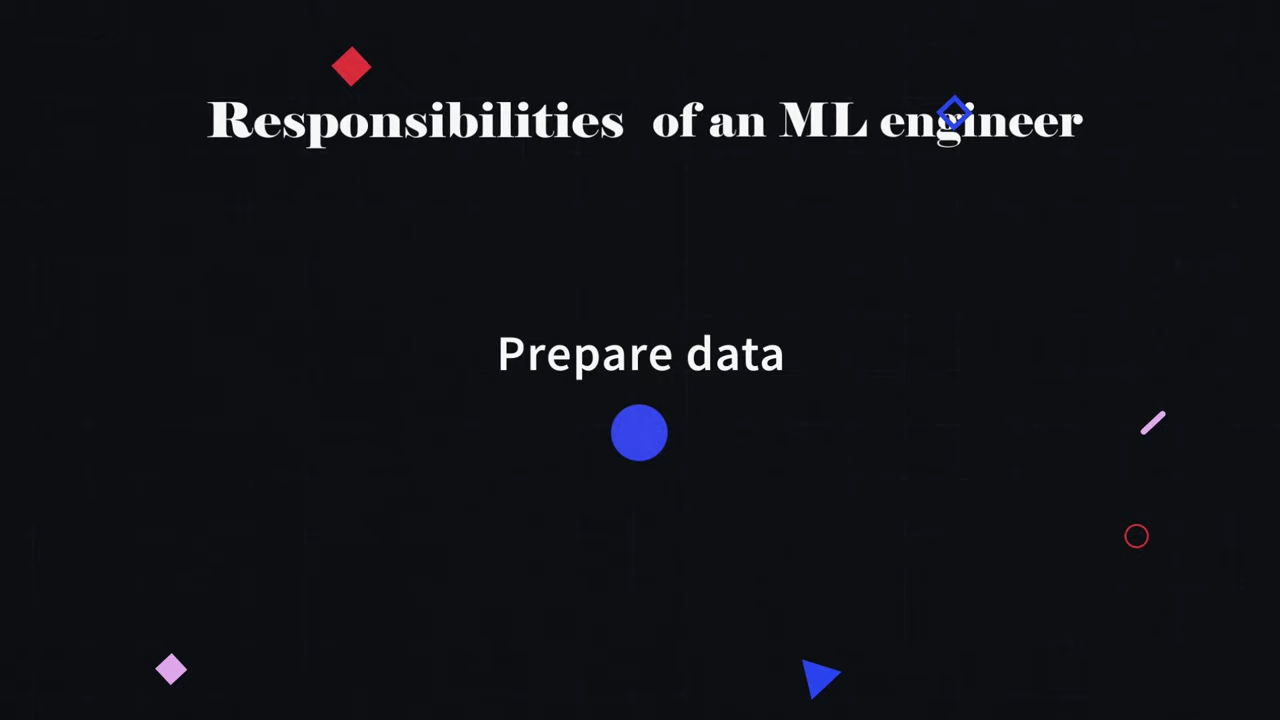 Responsibilities of an ML engineer
Prepare data